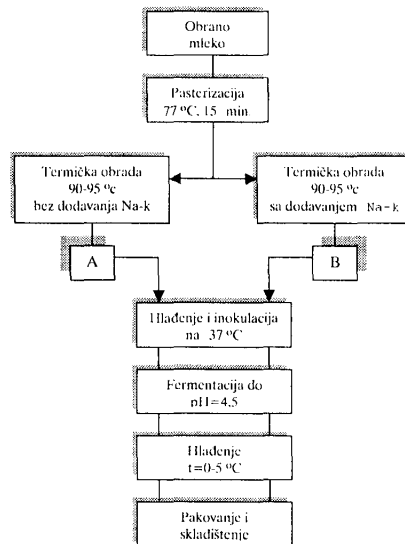 Obrano
mleko
Pasterizacija
77 ºC, 15 min
Termička obrada
90-95 ºc
bez dodavanja Na-k
Termička obrada
90-95 ºc
sa dodavanjem Na-k
A
B
Hlađenje i inokulacija
na 37 ºC
Fermentacija do
pH=4.5
Hlađenje
t=0-5 ºC
Pakovanje i
skladištenje